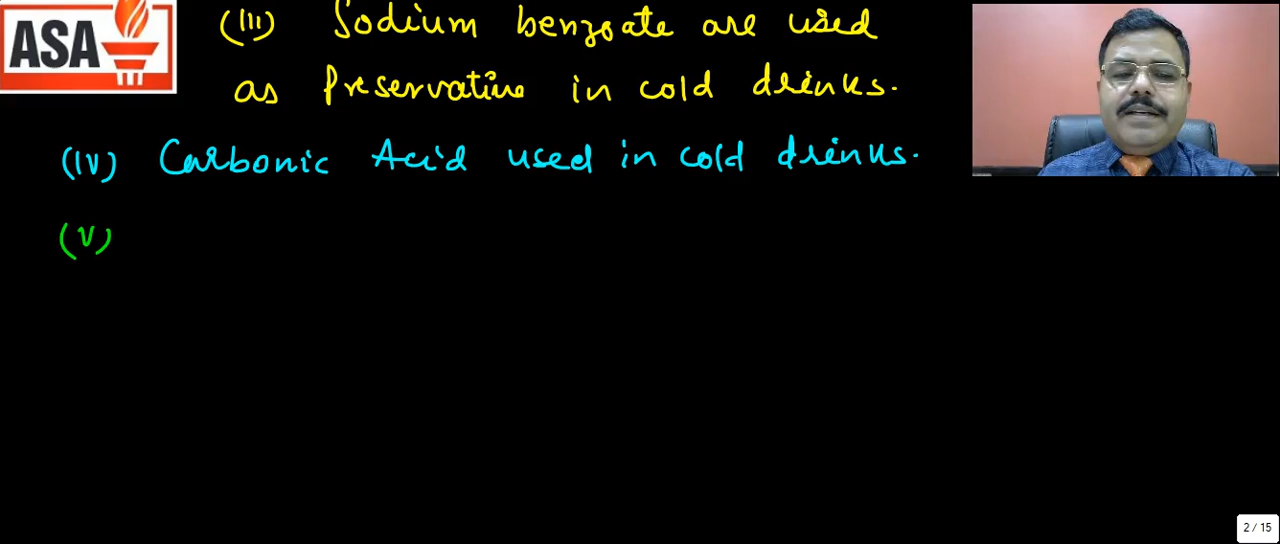 ASA
(III) Sodium benzoate are used
as Preservative in cold drinks.
(IV) Carbonic Acid used in cold drinks.
(V)
2 / 15